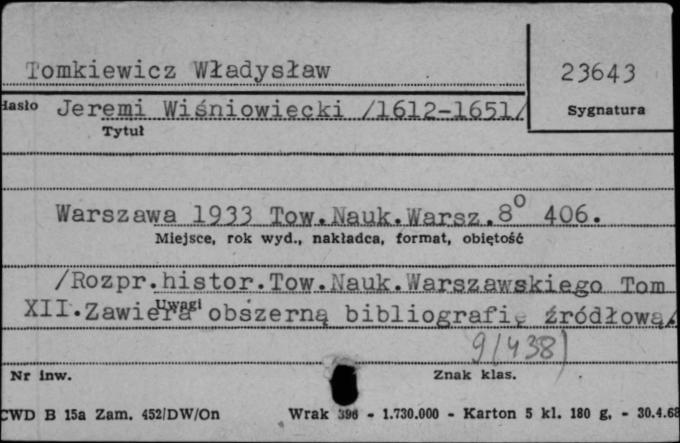 Tomkiewicz Władysław
23643
Hasło Jeremi Wiśniowiecki /1612-1651/
Sygnatura
Tytuł
Warszawa 1933 Tow.Nauk.Warsz.8° 406.
Miejsce, rok wyd., nakładca, format, objętość
/Rozpr.histor.Tow.Nauk.Warszawskiego Tom
Uwagi
XII.Zawiera obszerną bibliografię źródłową/
9/438)
Nr inw.
Znak klas.
CWD B 15a Zam. 452/DW/On Wrak 396 - 1.730.000 - Karton 5 kl. 180 g. - 30.4.68